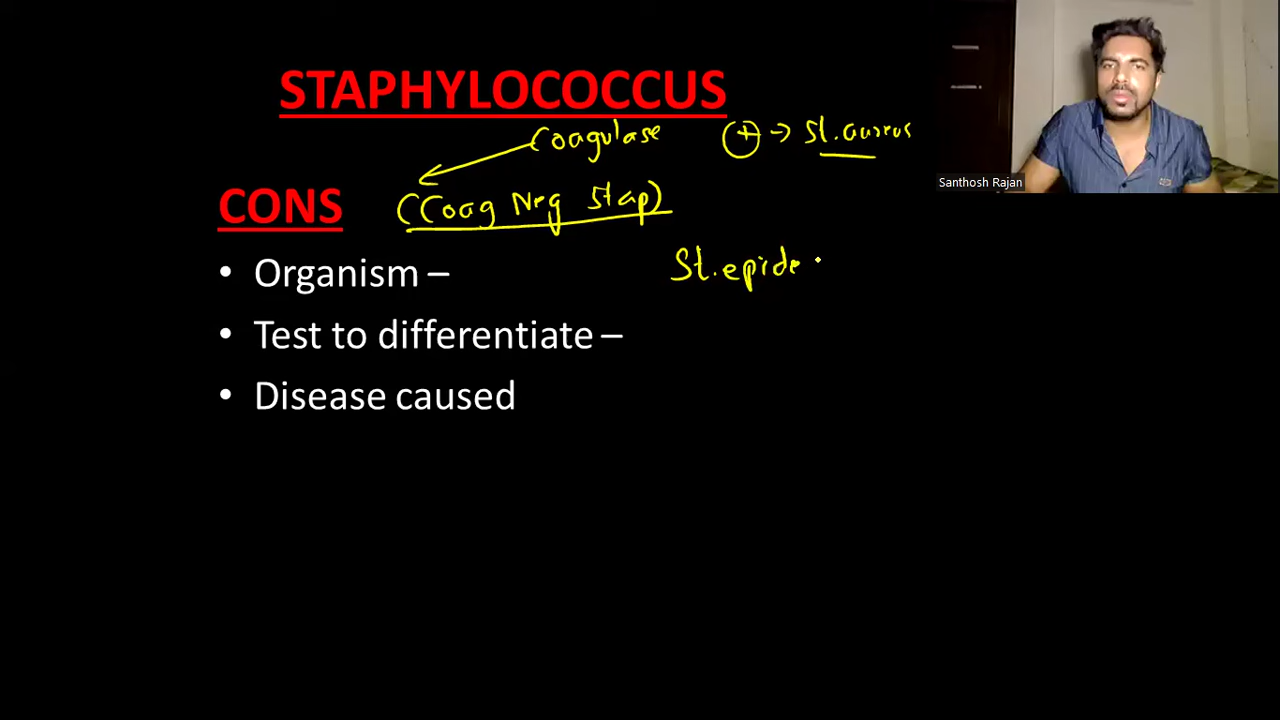 STAPHYLOCOCCUS
Coagulase + → St. aureus
Santhosh Rajan
CONS (Coag Neg Stap)
• Organism – St. epide
• Test to differentiate –
• Disease caused